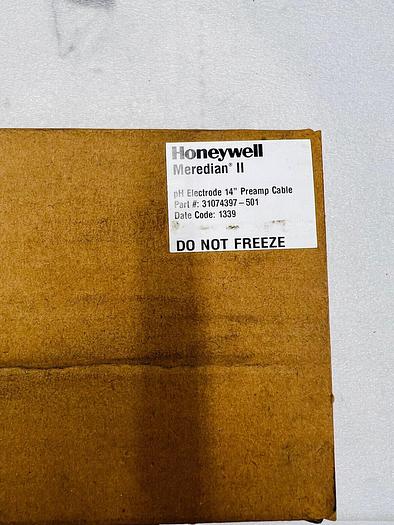 Honeywell
Meredian® II
pH Electrode 14" Preamp Cable
Part #: 31074397-501
Date Code: 1339
DO NOT FREEZE